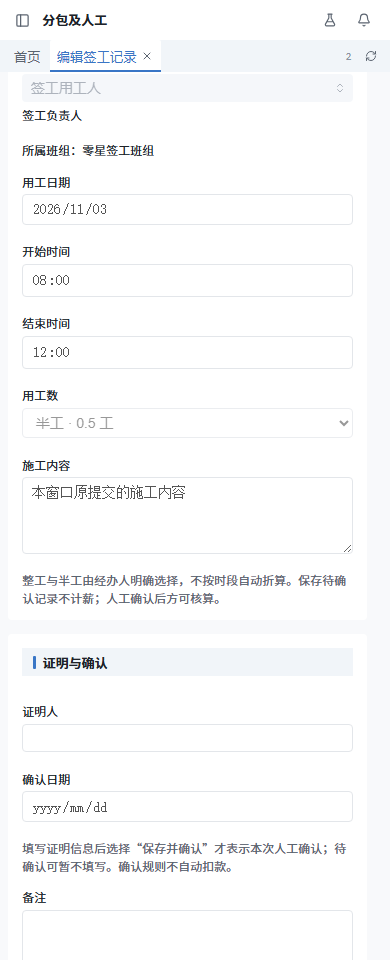 分包及人工
首页
编辑签工记录
2
签工用工人
签工负责人
所属班组：零星签工班组
用工日期
2026/11/03
开始时间
08:00
结束时间
12:00
用工数
半工 · 0.5 工
施工内容
本窗口原提交的施工内容
整工与半工由经办人明确选择，不按时段自动折算。保存待确
认记录不计薪；人工确认后方可核算。
证明与确认
证明人
确认日期
yyyy/mm/dd
填写证明信息后选择“保存并确认”才表示本次人工确认；待
确认可暂不填写。确认规则不自动扣款。
备注